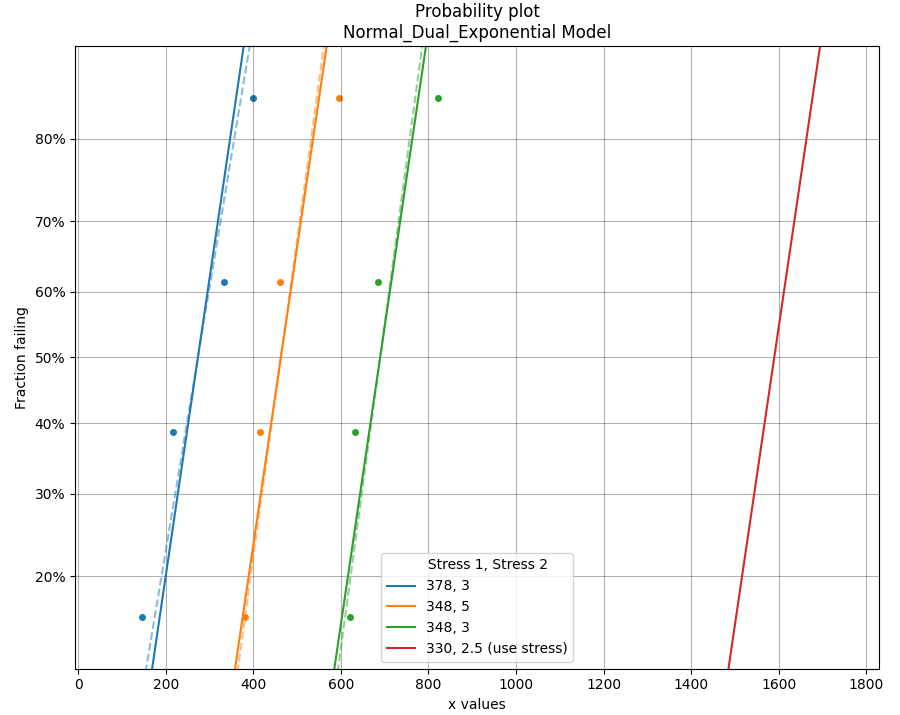 Probability plot
Normal_Dual_Exponential Model
Fraction failing
80%
70%
60%
50%
40%
30%
20%
Stress 1, Stress 2
378, 3
348, 5
348, 3
330, 2.5 (use stress)
0 200 400 600 800 1000 1200 1400 1600 1800
x values